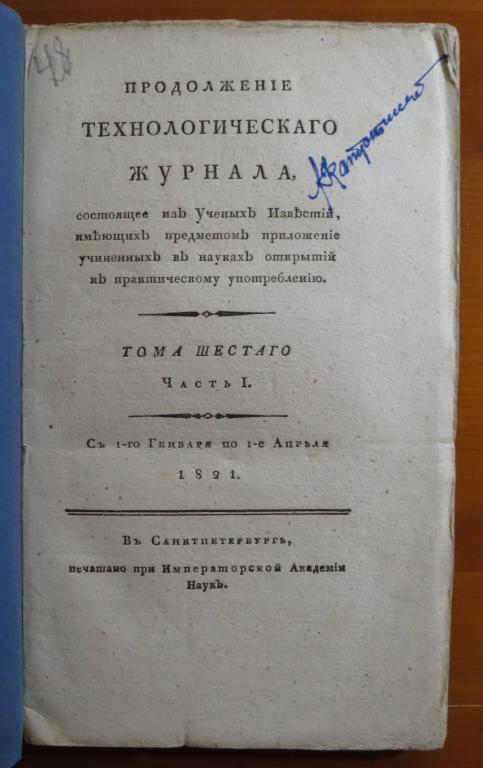 48
ПРОДОЛЖЕНІЕ
ТЕХНОЛОГИЧЕСКАГО
ЖУРНАЛА,
состоящее изъ Ученыхъ Извѣстій,
имѣющихъ предметомъ приложеніе
учиненныхъ въ наукахъ открытій
къ практическому употребленію.
ТОМА ШЕСТАГО
Часть I.
Съ 1-го Генваря по 1-е Апрѣля
1821.
Въ Санктпетербургѣ,
печатано при Императорской Академіи
Наукъ.